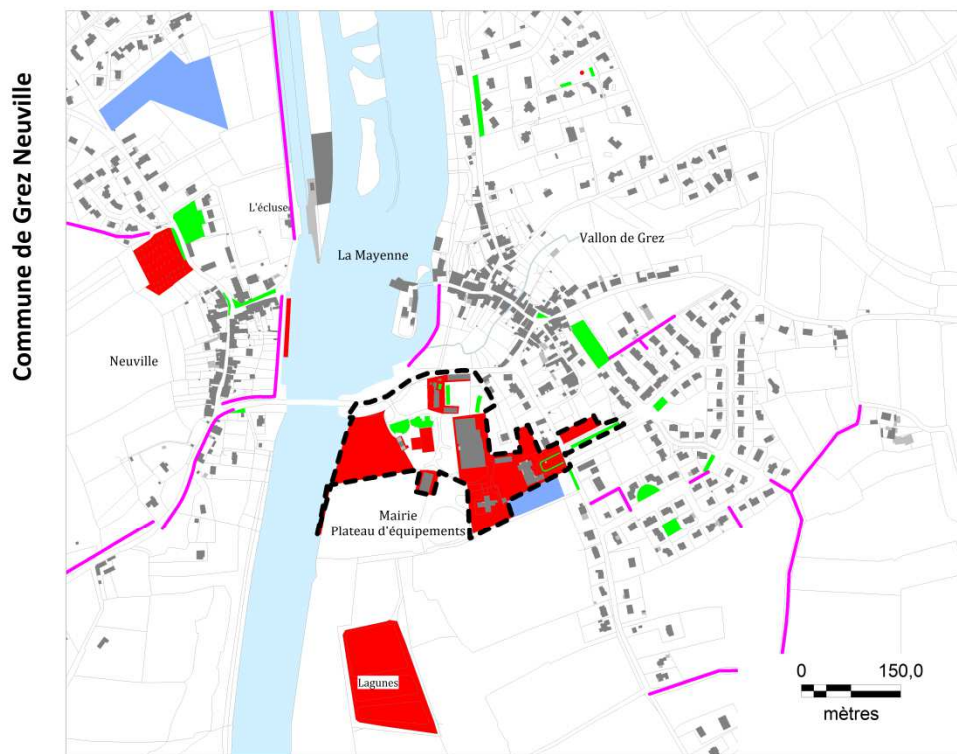 Commune de Grez Neuville
L'écluse
La Mayenne
Vallon de Grez
Neuville
Mairie
Plateau d'équipements
Lagunes
0 150,0
mètres